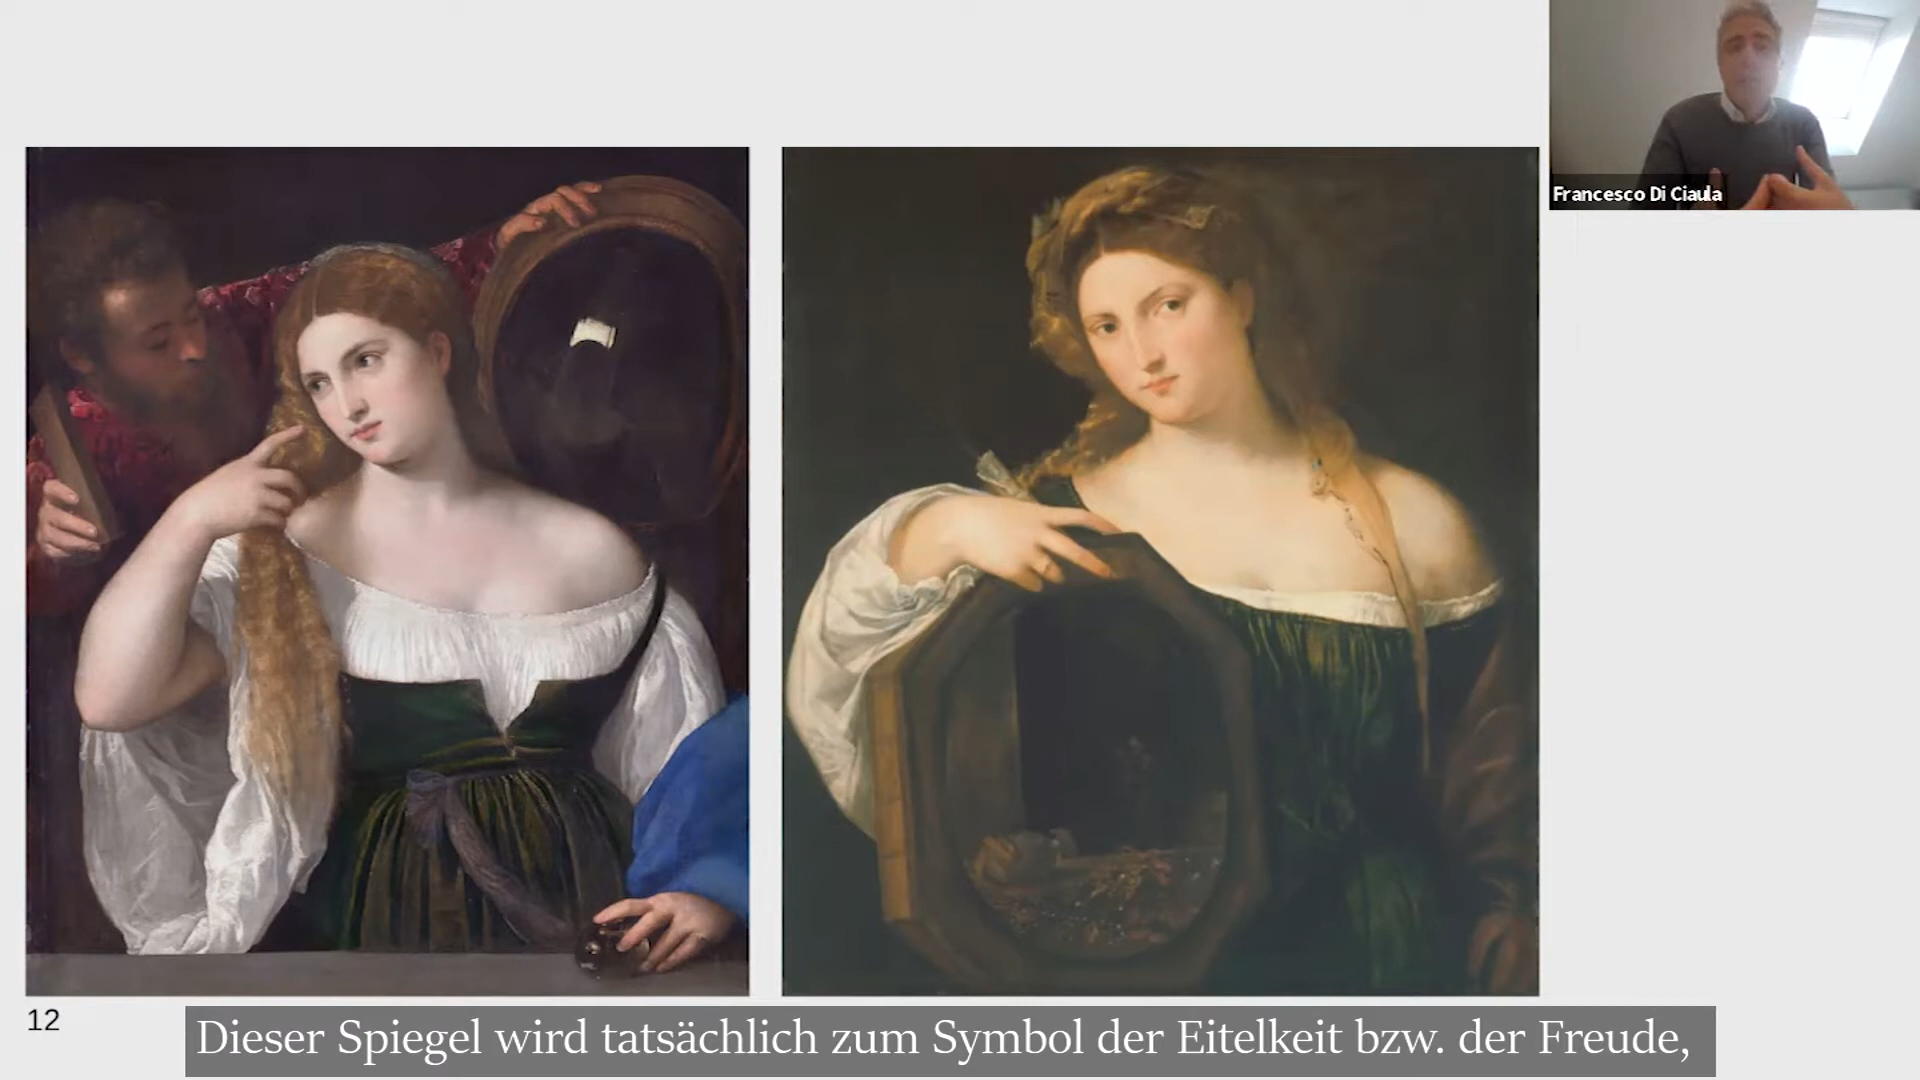 Francesco Di Ciaula
12
Dieser Spiegel wird tatsächlich zum Symbol der Eitelkeit bzw. der Freude,